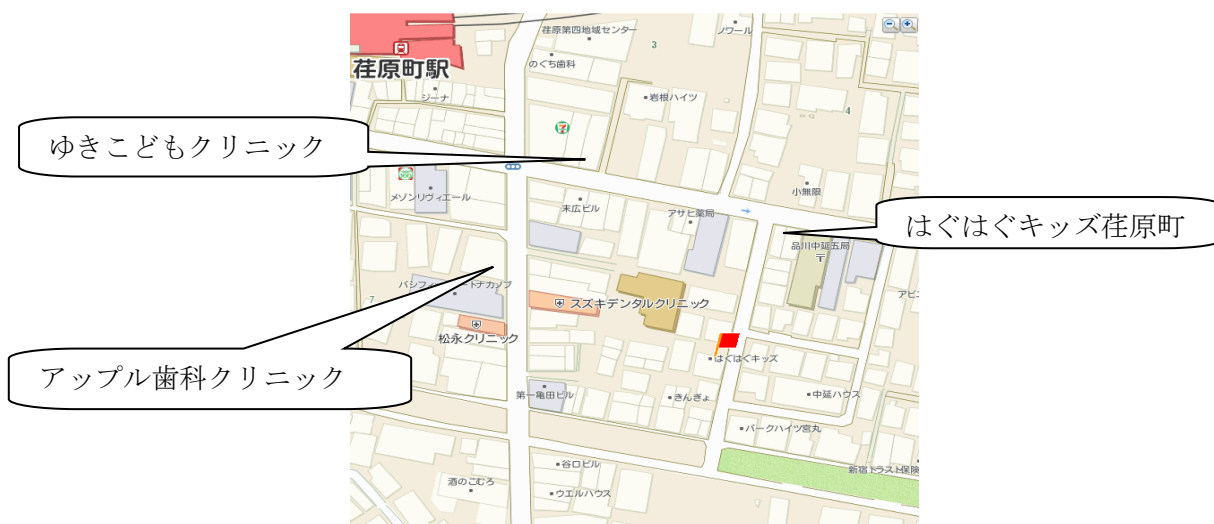 荏原第四地域センター
ノワール
3
のぐち歯科
荏原町駅
ジーナ
岩根ハイツ
4
ゆきこどもクリニック
小無限
メゾンリヴィエール
末広ビル
アサヒ薬局
はぐはぐキッズ荏原町
品川中延五局
〒
7
スズキデンタルクリニック
松永クリニック
はぐはぐキッズ
アップル歯科クリニック
第一亀田ビル
きんぎょ
中延ハウス
パークハイツ宮丸
谷口ビル
新宿トラスト保険
酒のこむろ
ウエルハウス